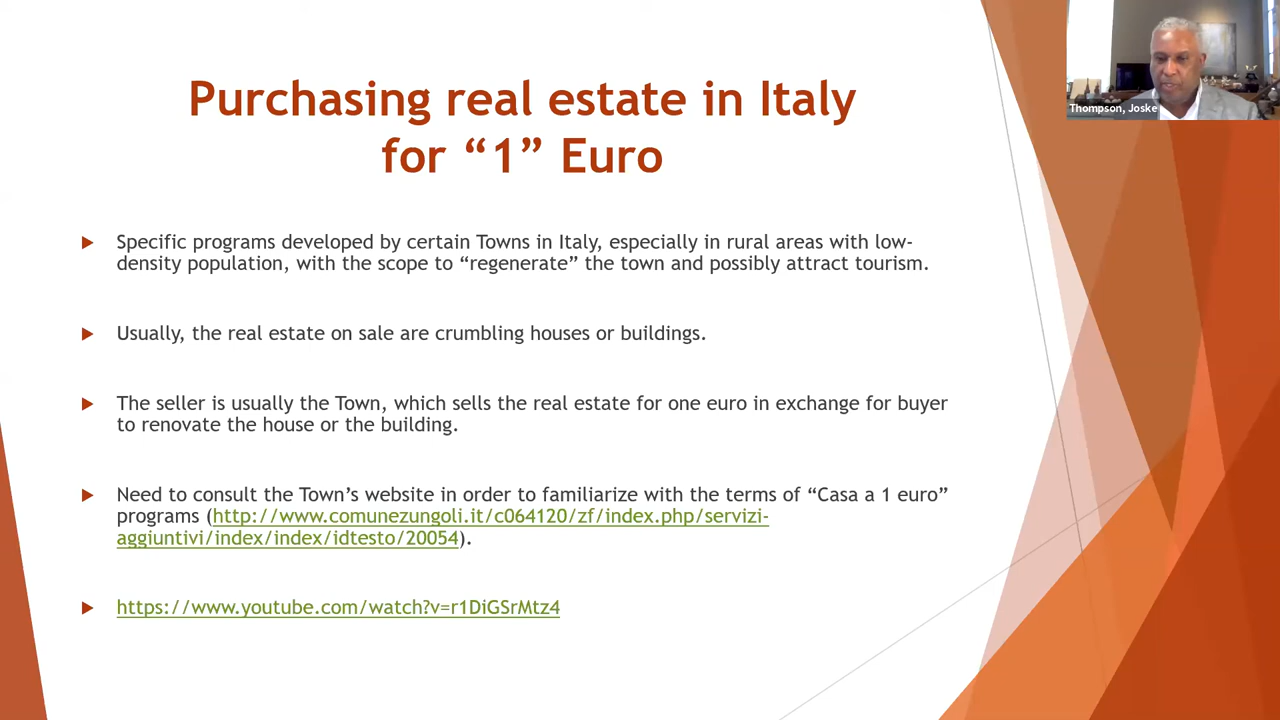 Purchasing real estate in Italy
for “1” Euro
Thompson, Joske
Specific programs developed by certain Towns in Italy, especially in rural areas with low-
density population, with the scope to “regenerate” the town and possibly attract tourism.
Usually, the real estate on sale are crumbling houses or buildings.
The seller is usually the Town, which sells the real estate for one euro in exchange for buyer
to renovate the house or the building.
Need to consult the Town’s website in order to familiarize with the terms of “Casa a 1 euro”
programs (http://www.comunezungoli.it/c064120/zf/index.php/servizi-
aggiuntivi/index/index/idtesto/20054).
https://www.youtube.com/watch?v=r1DiGSrMtz4